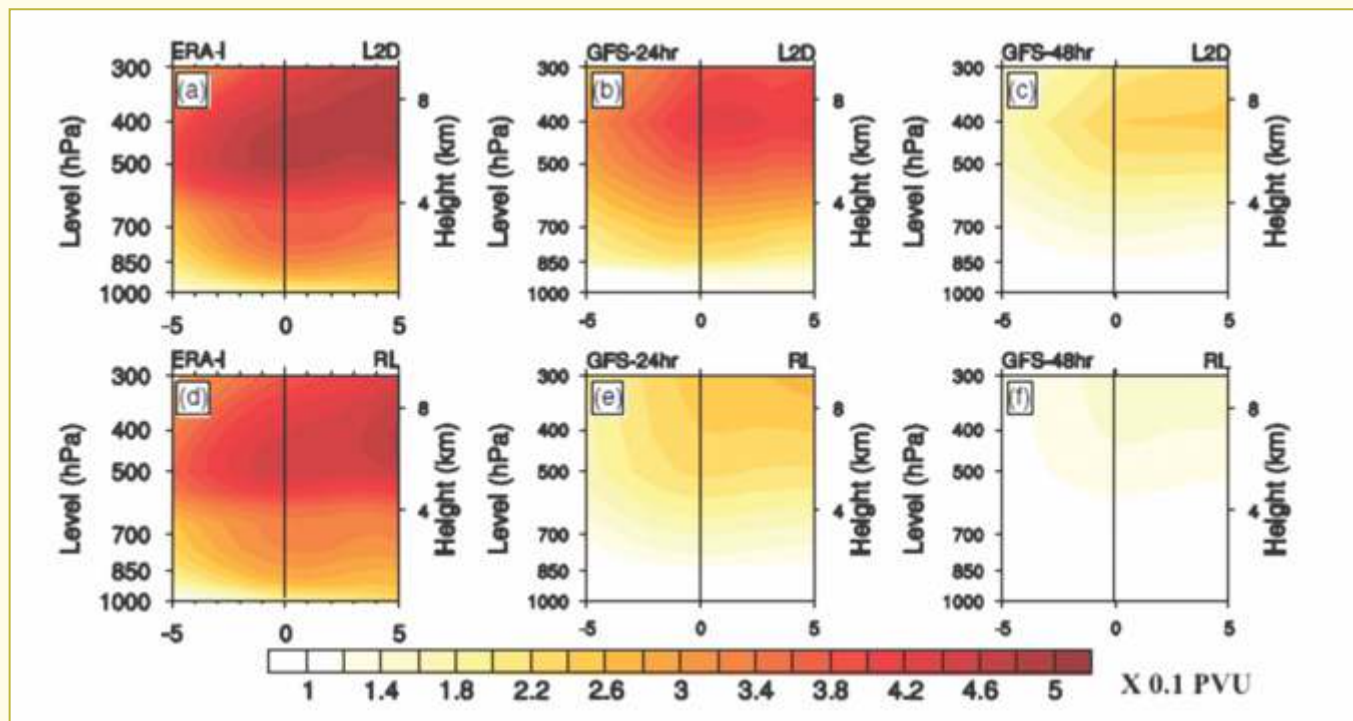 ERA-I L2D
(a)
300
400
500
700
850
1000
Level (hPa)
8
4
Height (km)
-5 0 5
GFS-24hr L2D
(b)
300
400
500
700
850
1000
Level (hPa)
8
4
Height (km)
-5 0 5
GFS-48hr L2D
(c)
300
400
500
700
850
1000
Level (hPa)
8
4
Height (km)
-5 0 5
ERA-I RL
(d)
300
400
500
700
850
1000
Level (hPa)
8
4
Height (km)
-5 0 5
GFS-24hr RL
(e)
300
400
500
700
850
1000
Level (hPa)
8
4
Height (km)
-5 0 5
GFS-48hr RL
(f)
300
400
500
700
850
1000
Level (hPa)
8
4
Height (km)
-5 0 5
1 1.4 1.8 2.2 2.6 3 3.4 3.8 4.2 4.6 5 X 0.1 PVU